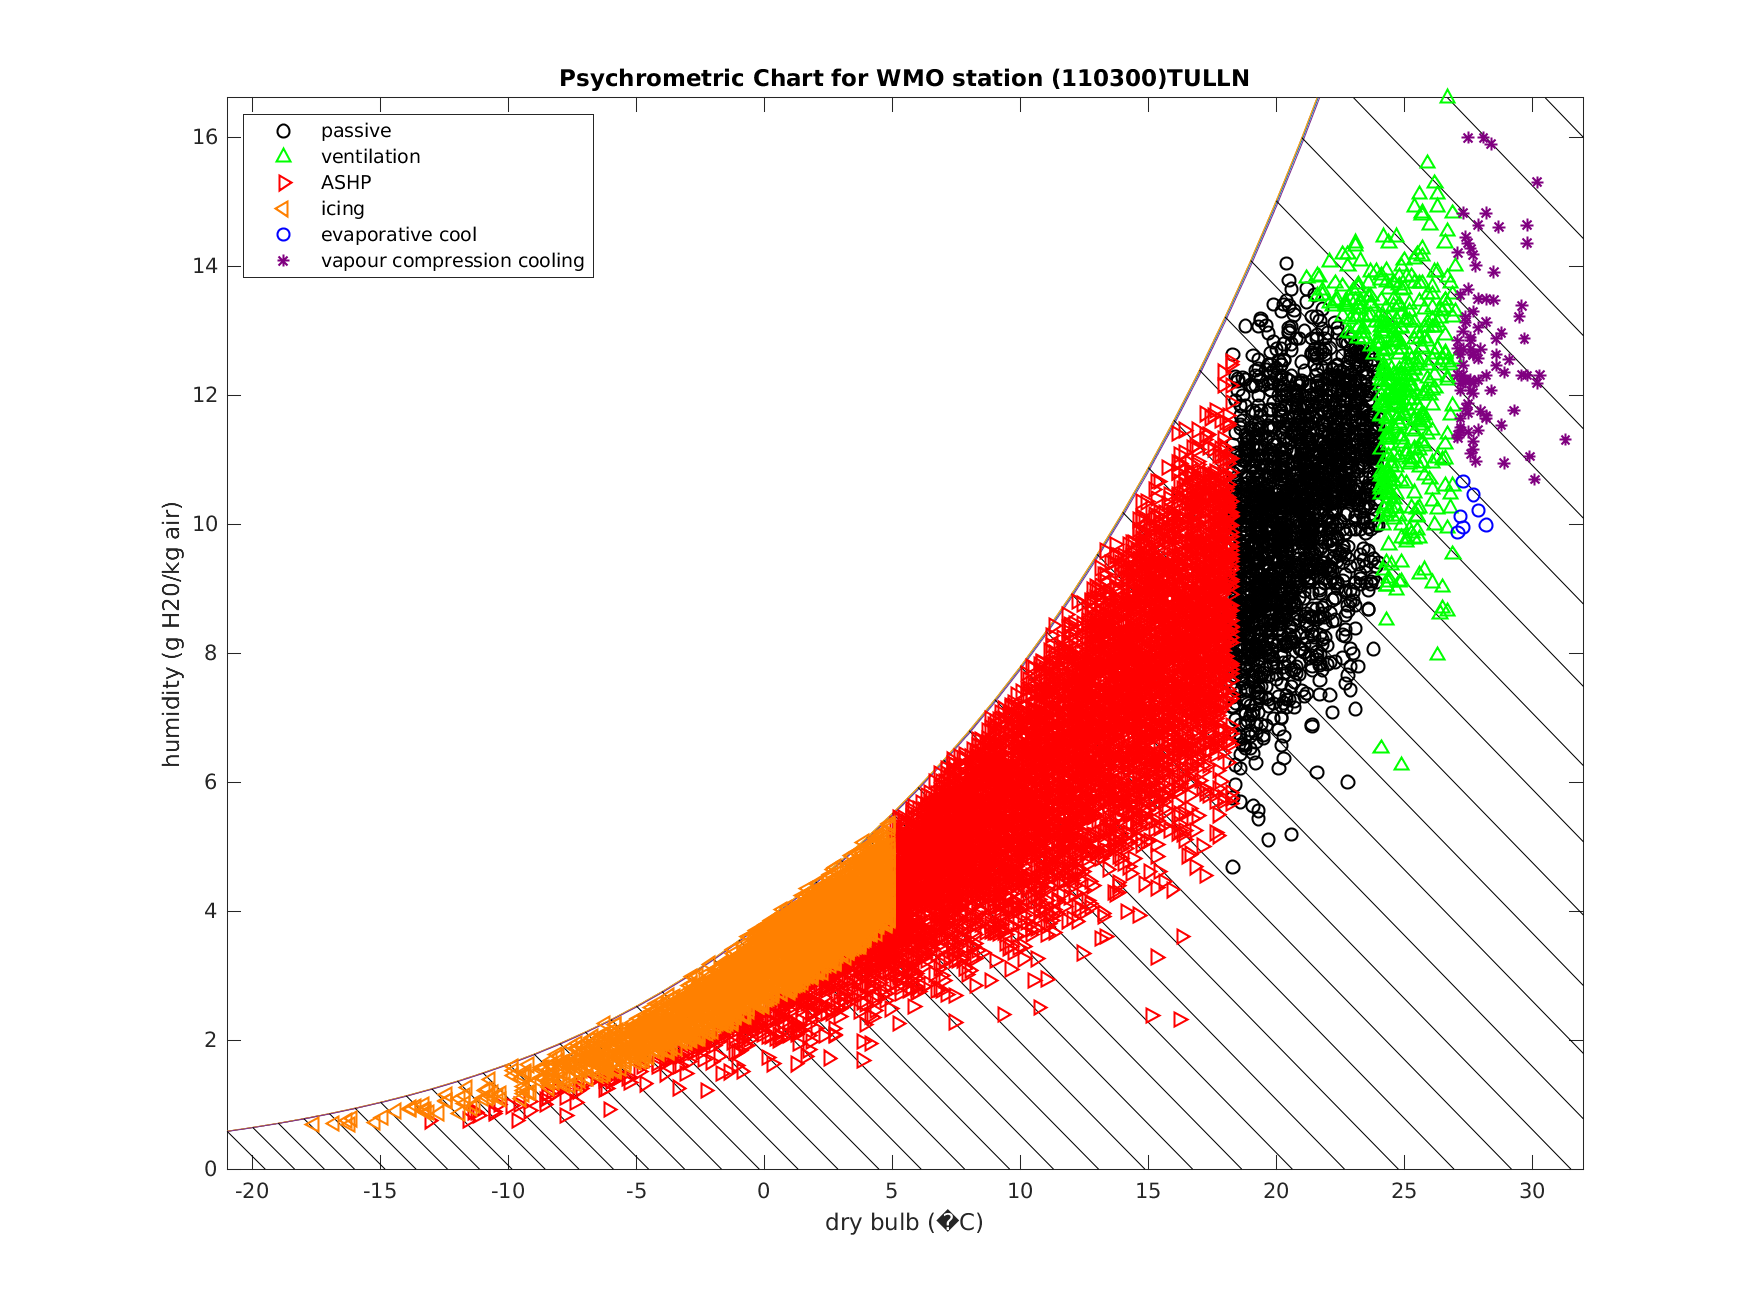 Psychrometric Chart for WMO station (110300)TULLN
passive
ventilation
ASHP
icing
evaporative cool
vapour compression cooling
humidity (g H20/kg air)
16
14
12
10
8
6
4
2
0
-20 -15 -10 -5 0 5 10 15 20 25 30
dry bulb (�C)